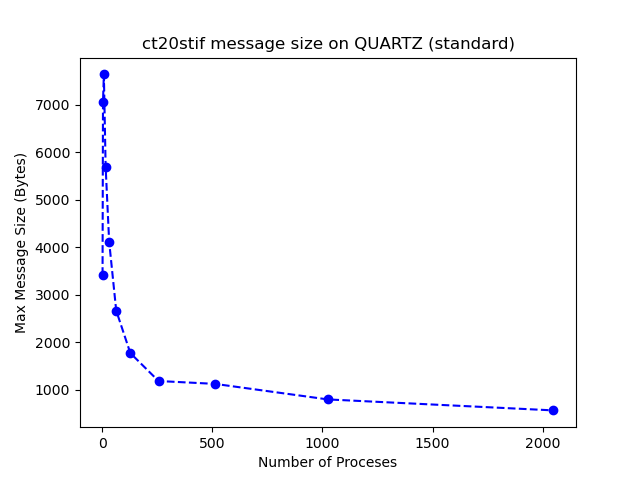 ct20stif message size on QUARTZ (standard)
Max Message Size (Bytes)
7000
6000
5000
4000
3000
2000
1000
0 500 1000 1500 2000
Number of Proceses